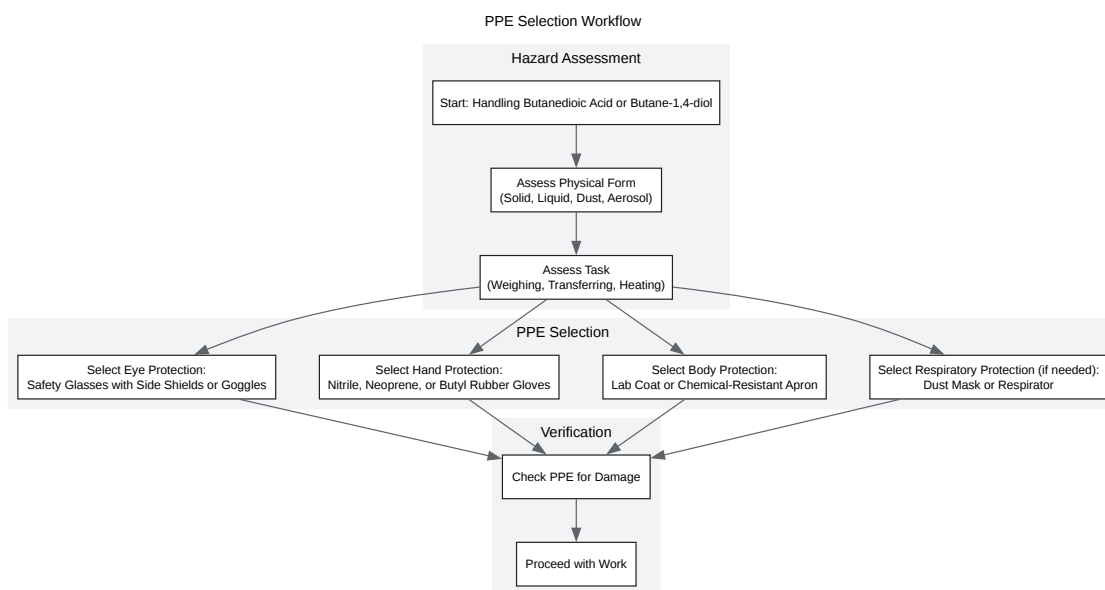 PPE Selection Workflow
Hazard Assessment
Start: Handling Butanedioic Acid or Butane-1,4-diol
Assess Physical Form
(Solid, Liquid, Dust, Aerosol)
Assess Task
(Weighing, Transferring, Heating)
PPE Selection
Select Eye Protection:
Safety Glasses with Side Shields or Goggles
Select Hand Protection:
Nitrile, Neoprene, or Butyl Rubber Gloves
Select Body Protection:
Lab Coat or Chemical-Resistant Apron
Select Respiratory Protection (if needed):
Dust Mask or Respirator
Verification
Check PPE for Damage
Proceed with Work